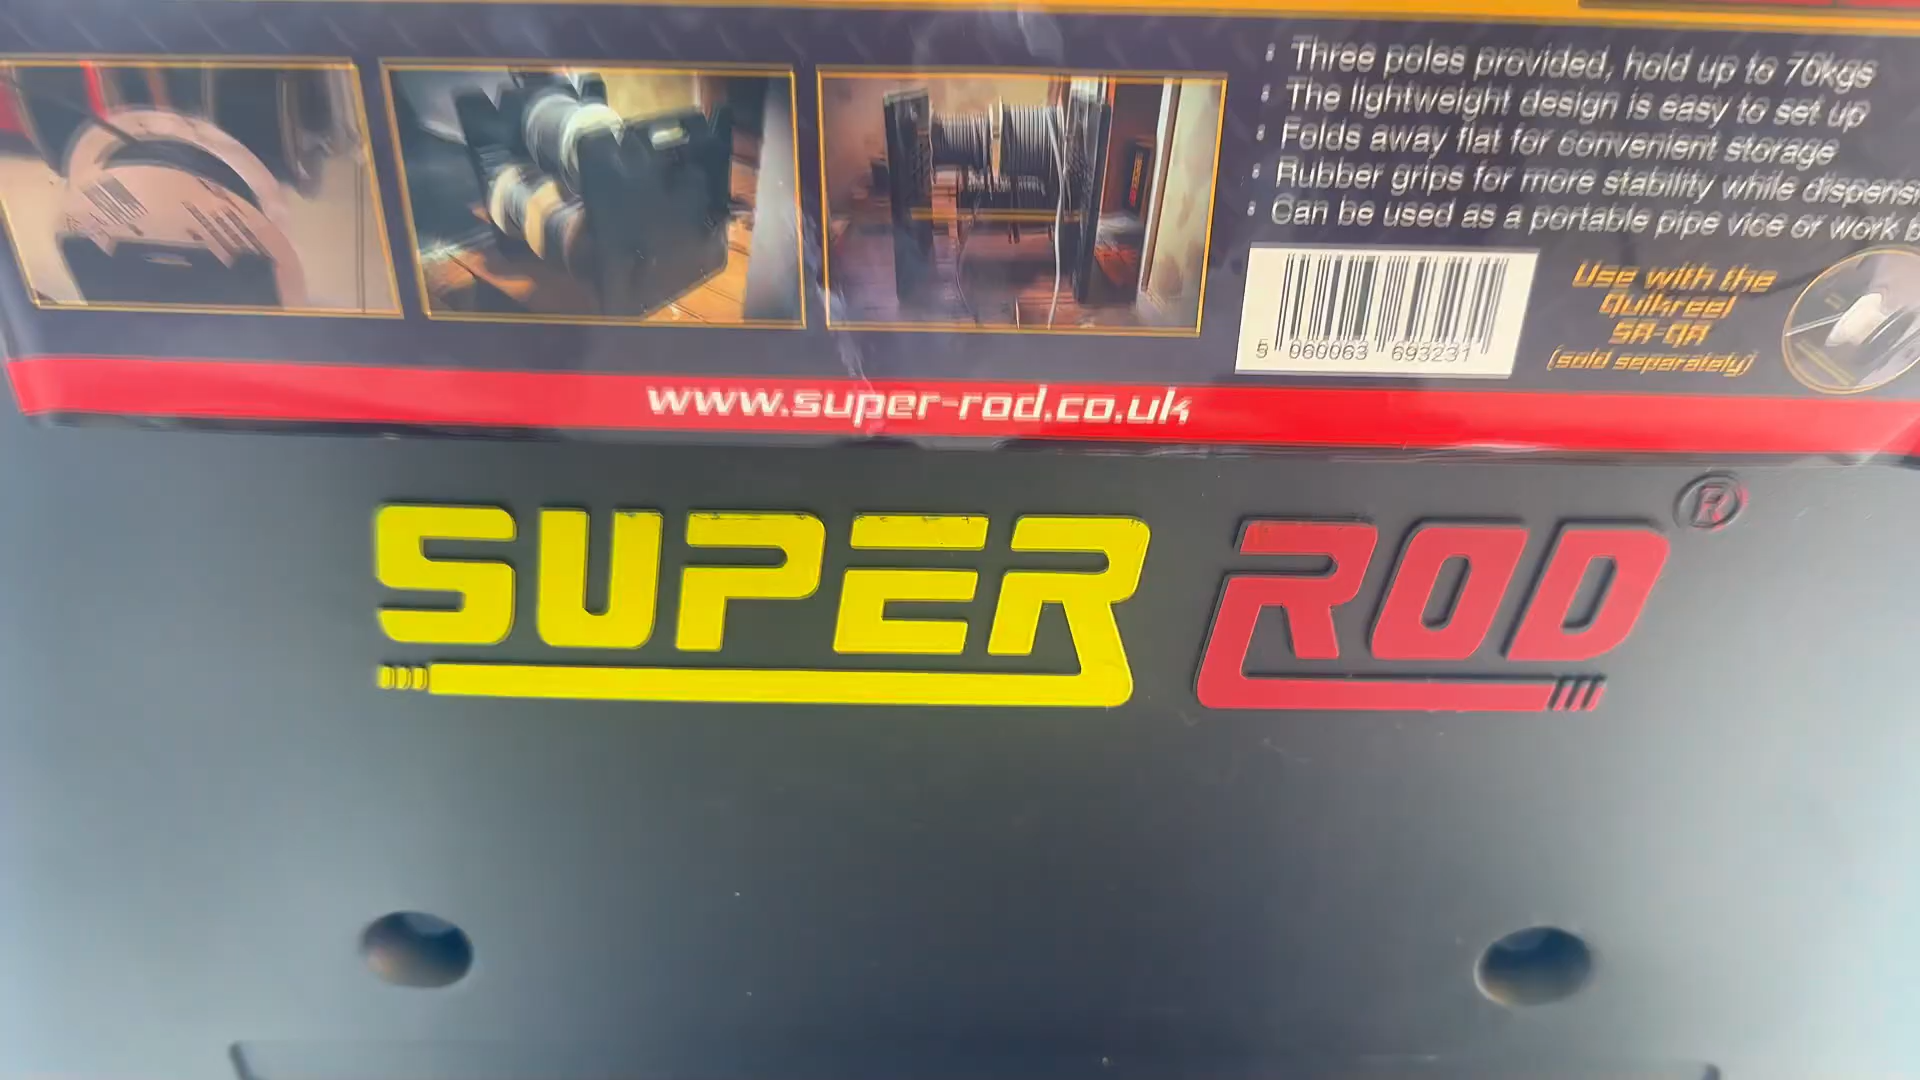 Three poles provided, hold up to 70kgs
The lightweight design is easy to set up
Folds away flat for convenient storage
Rubber grips for more stability while
Can be used as a portable pipe vice or work
5 060063 693231
Use with the
Quikreel
SR-QR
(sold separately)
www.super-rod.co.uk
SUPER ROD ®